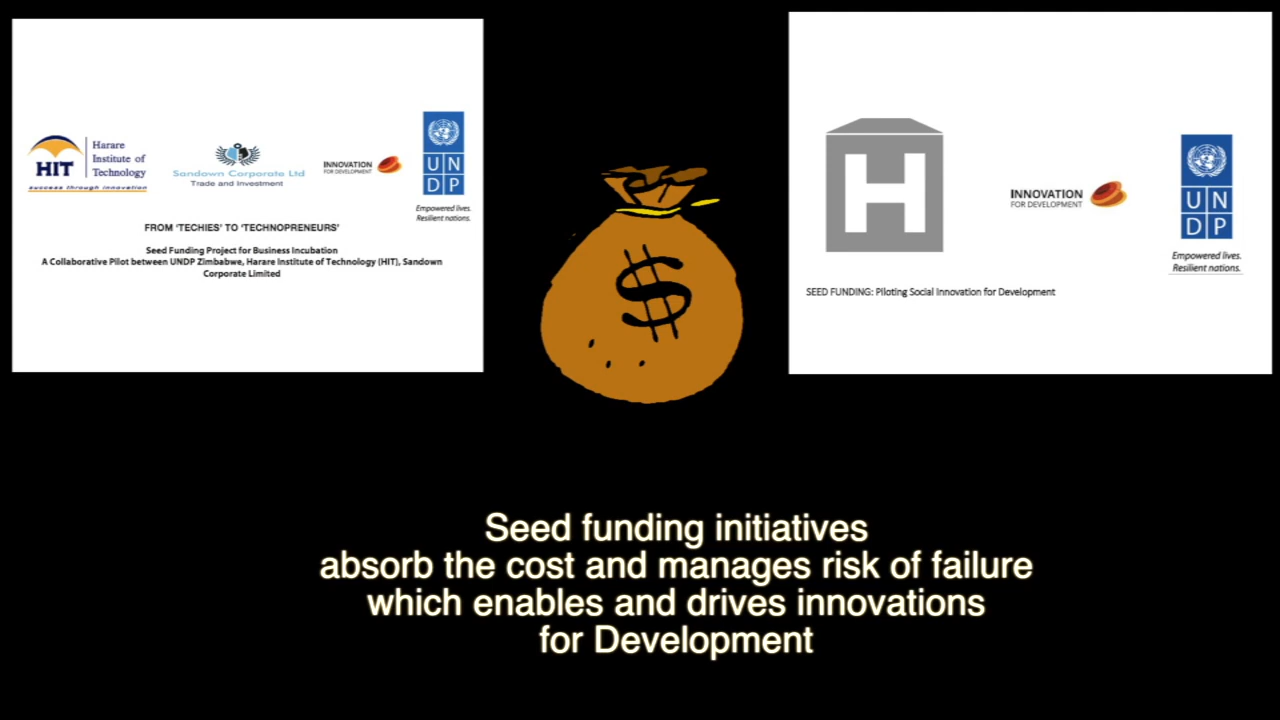 HIT
Harare
Institute of
Technology
success through innovation
Sandown Corporate Ltd
Trade and Investment
INNOVATION
FOR DEVELOPMENT
U N
D P
Empowered lives.
Resilient nations.
FROM 'TECHIES' TO 'TECHNOPRENEURS'
Seed Funding Project for Business Incubation
A Collaborative Pilot between UNDP Zimbabwe, Harare Institute of Technology (HIT), Sandown
Corporate Limited
$
H
INNOVATION
FOR DEVELOPMENT
U N
D P
Empowered lives.
Resilient nations.
SEED FUNDING: Piloting Social Innovation for Development
Seed funding initiatives
absorb the cost and manages risk of failure
which enables and drives innovations
for Development